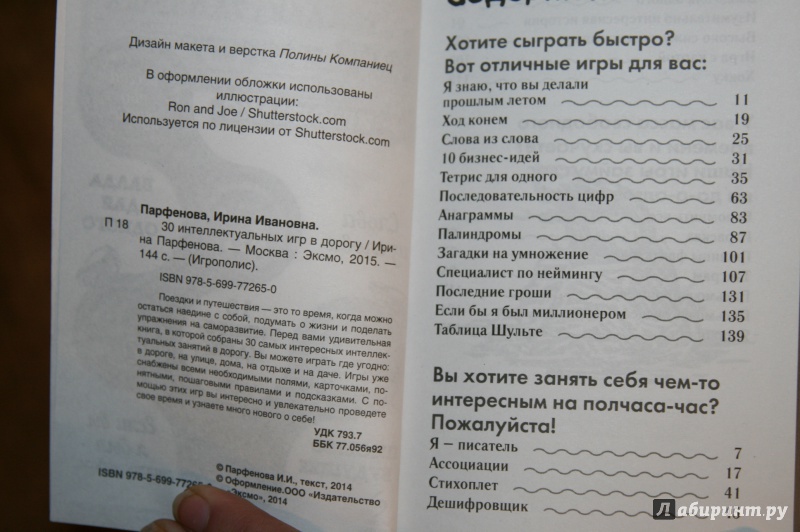 Дизайн макета и верстка Полины Компаниец
В оформлении обложки использованы
иллюстрации:
Ron and Joe / Shutterstock.com
Используется по лицензии от Shutterstock.com
Парфенова, Ирина Ивановна.
П 18 30 интеллектуальных игр в дорогу / Ири-
на Парфенова. — Москва : Эксмо, 2015. —
144 с. — (Игрополис).
ISBN 978-5-699-77265-0
Поездки и путешествия — это то время, когда можно
остаться наедине с собой, подумать о жизни и поделать
упражнения на саморазвитие. Перед вами удивительная
книга, в которой собраны 30 самых интересных интеллек-
туальных занятий в дорогу. Вы можете играть где угодно:
в дороге, на улице, дома, на отдыхе и на даче. Игры уже
снабжены всеми необходимыми полями, карточками, по-
нятными, пошаговыми правилами и подсказками. С по-
мощью этих игр вы интересно и увлекательно проведете
свое время и узнаете много нового о себе!
УДК 793.7
ББК 77.056я92
© Парфенова И.И., текст, 2014
© Оформление.ООО «Издательство
ISBN 978-5-699-77265
«Эксмо», 2014
Хотите сыграть быстро?
Вот отличные игры для вас:
Я знаю, что вы делали
прошлым летом 11
Ход конем 19
Слова из слова 25
10 бизнес-идей 31
Тетрис для одного 35
Последовательность цифр 63
Анаграммы 83
Палиндромы 87
Загадки на умножение 101
Специалист по неймингу 107
Последние гроши 131
Если бы я был миллионером 135
Таблица Шульте 139
Вы хотите занять себя чем-то
интересным на полчаса-час?
Пожалуйста!
Я – писатель 7
Ассоциации 17
Стихоплет 41
Дешифровщик
Лабиринт.ру